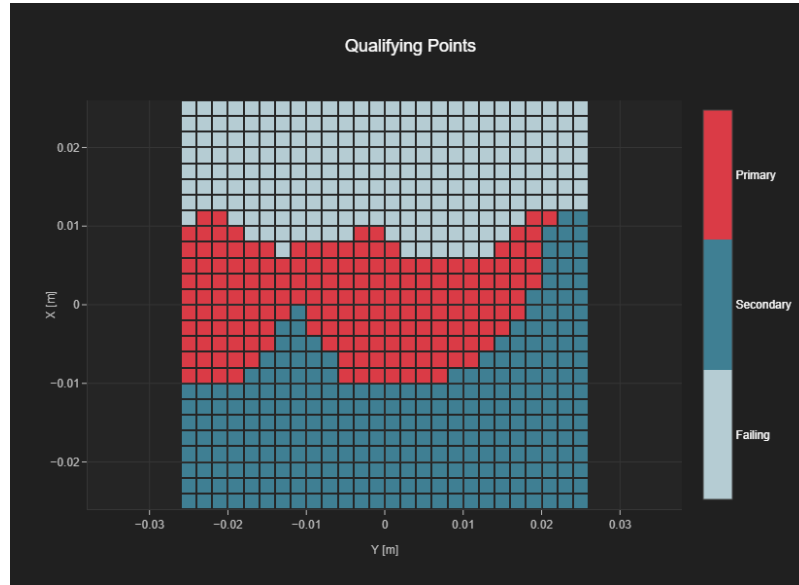 Qualifying Points
Primary
Secondary
Failing
0.02
0.01
0
−0.01
−0.02
X [m]
−0.03
−0.02
−0.01
0
0.01
0.02
0.03
Y [m]